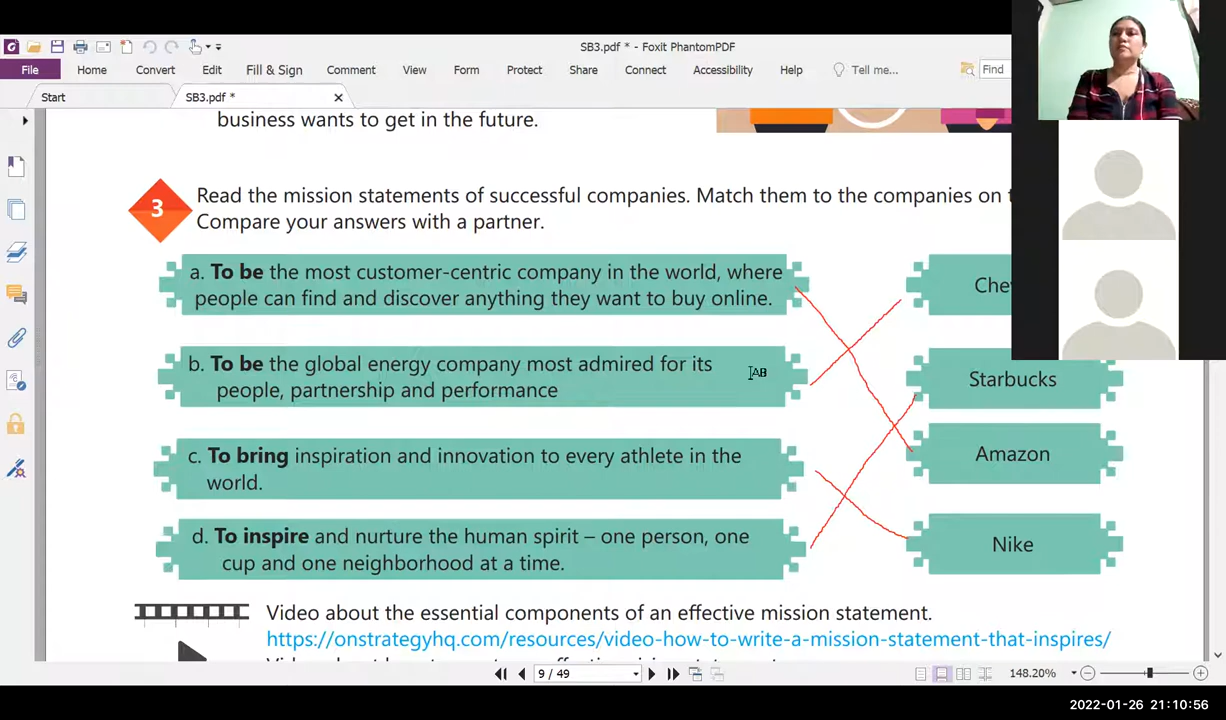 SB3.pdf * - Foxit PhantomPDF
File Home Convert Edit Fill & Sign Comment View Form Protect Share Connect Accessibility Help Tell me... Find
Start SB3.pdf *
business wants to get in the future.
3
Read the mission statements of successful companies. Match them to the companies on
Compare your answers with a partner.
a. To be the most customer-centric company in the world, where
people can find and discover anything they want to buy online.
b. To be the global energy company most admired for its
people, partnership and performance
c. To bring inspiration and innovation to every athlete in the
world.
d. To inspire and nurture the human spirit – one person, one
cup and one neighborhood at a time.
Starbucks
Amazon
Nike
Video about the essential components of an effective mission statement.
https://onstrategyhq.com/resources/video-how-to-write-a-mission-statement-that-inspires/
9 / 49
148.20%
2022-01-26 21:10:56